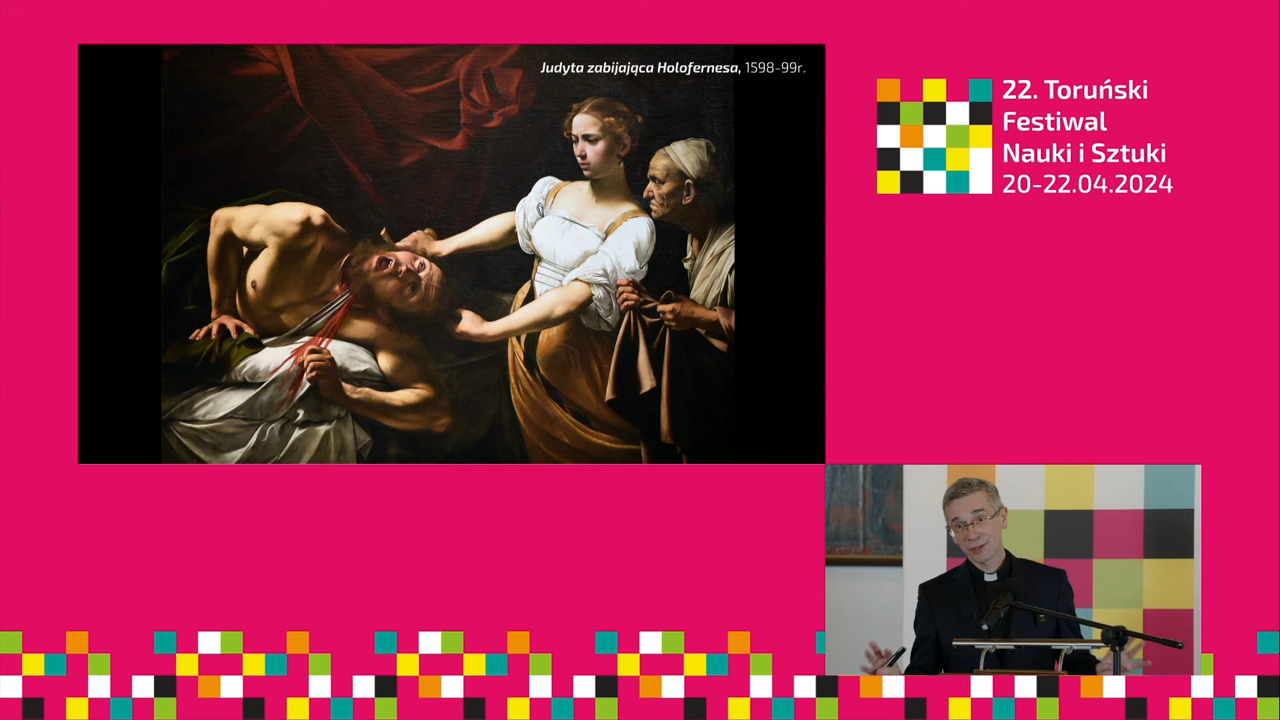 Judyta zabijająca Holofernesa, 1598-99r.
22. Toruński
Festiwal
Nauki i Sztuki
20-22.04.2024